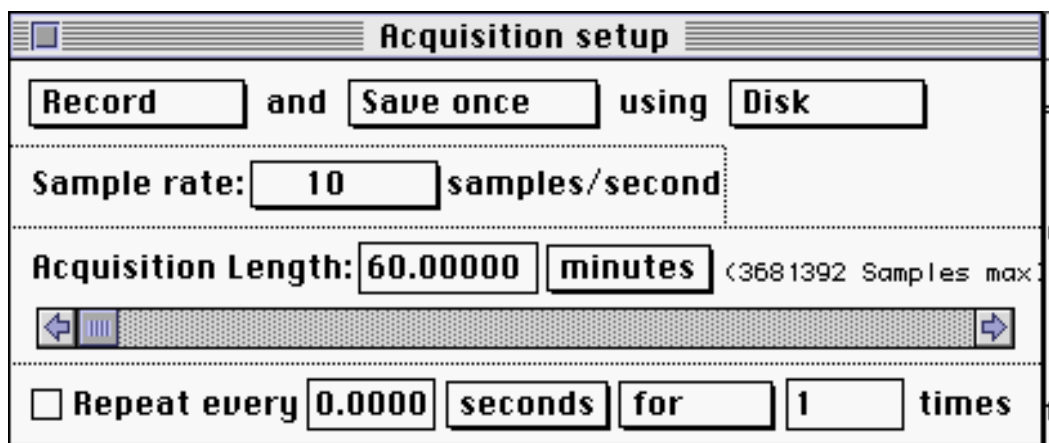 Acquisition setup
Record and Save once using Disk
Sample rate: 10 samples/second
Acquisition Length: 60.00000 minutes (3681392 Samples max)
Repeat every 0.0000 seconds for 1 times